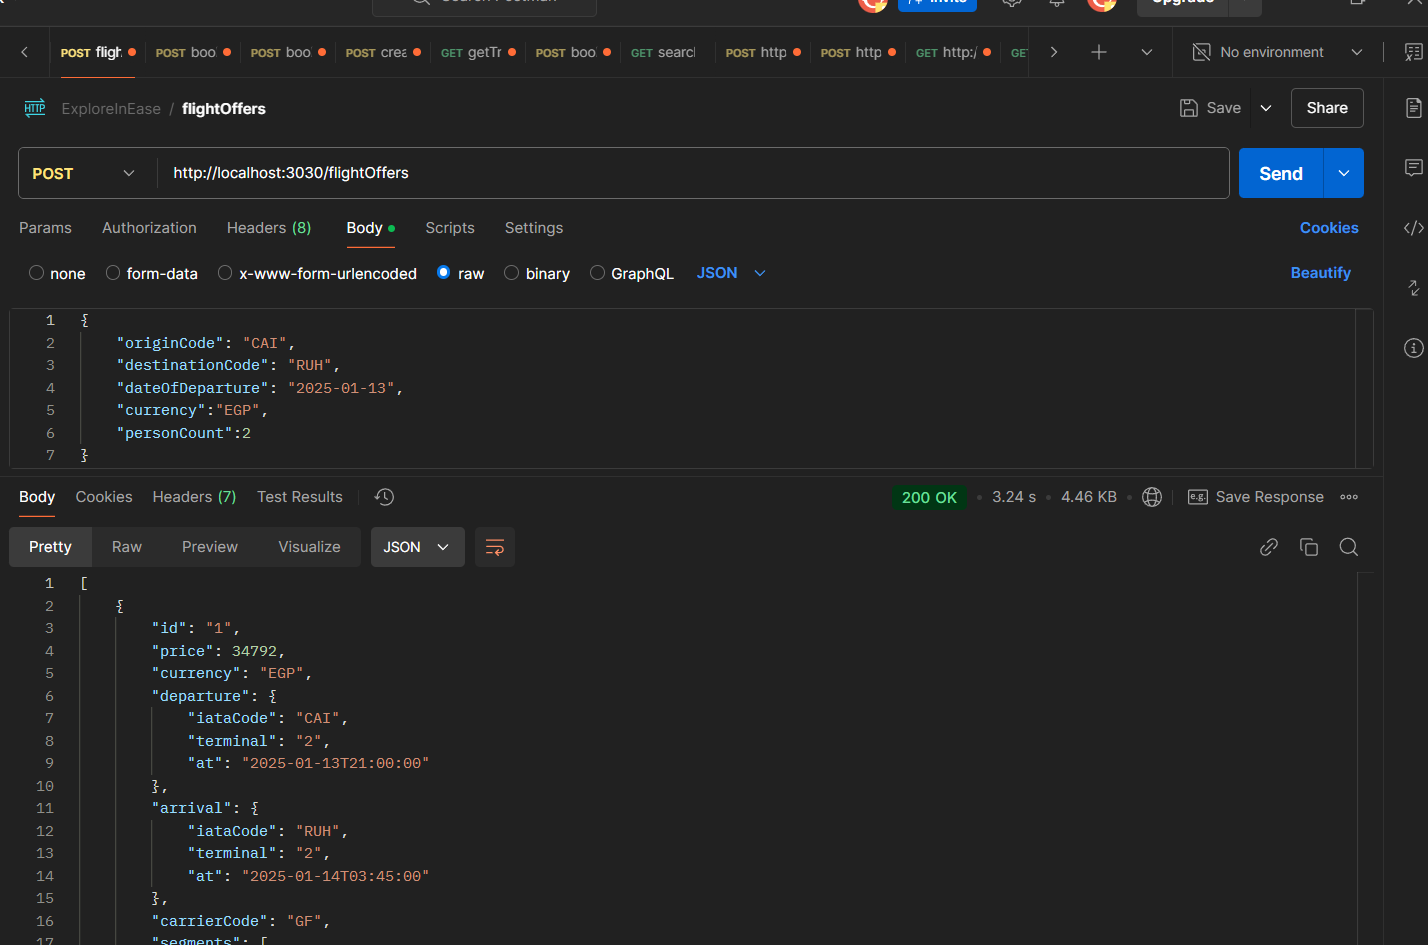 Search Postman
Invite
Upgrade
POST fligh
POST boo
POST boo
POST crea
GET getTr
POST boo
GET searc
POST http
POST http
GET http:/
GE
No environment
HTTP ExploreInEase / flightOffers
Save
Share
POST
http://localhost:3030/flightOffers
Send
Params Authorization Headers (8) Body Scripts Settings
Cookies
none form-data x-www-form-urlencoded raw binary GraphQL JSON
Beautify
1 {
2 "originCode": "CAI",
3 "destinationCode": "RUH",
4 "dateOfDeparture": "2025-01-13",
5 "currency":"EGP",
6 "personCount":2
7 }
Body Cookies Headers (7) Test Results
200 OK • 3.24 s • 4.46 KB • e.g. Save Response
Pretty Raw Preview Visualize JSON
1 [
2 {
3 "id": "1",
4 "price": 34792,
5 "currency": "EGP",
6 "departure": {
7 "iataCode": "CAI",
8 "terminal": "2",
9 "at": "2025-01-13T21:00:00"
10 },
11 "arrival": {
12 "iataCode": "RUH",
13 "terminal": "2",
14 "at": "2025-01-14T03:45:00"
15 },
16 "carrierCode": "GF",
17 "segments": [